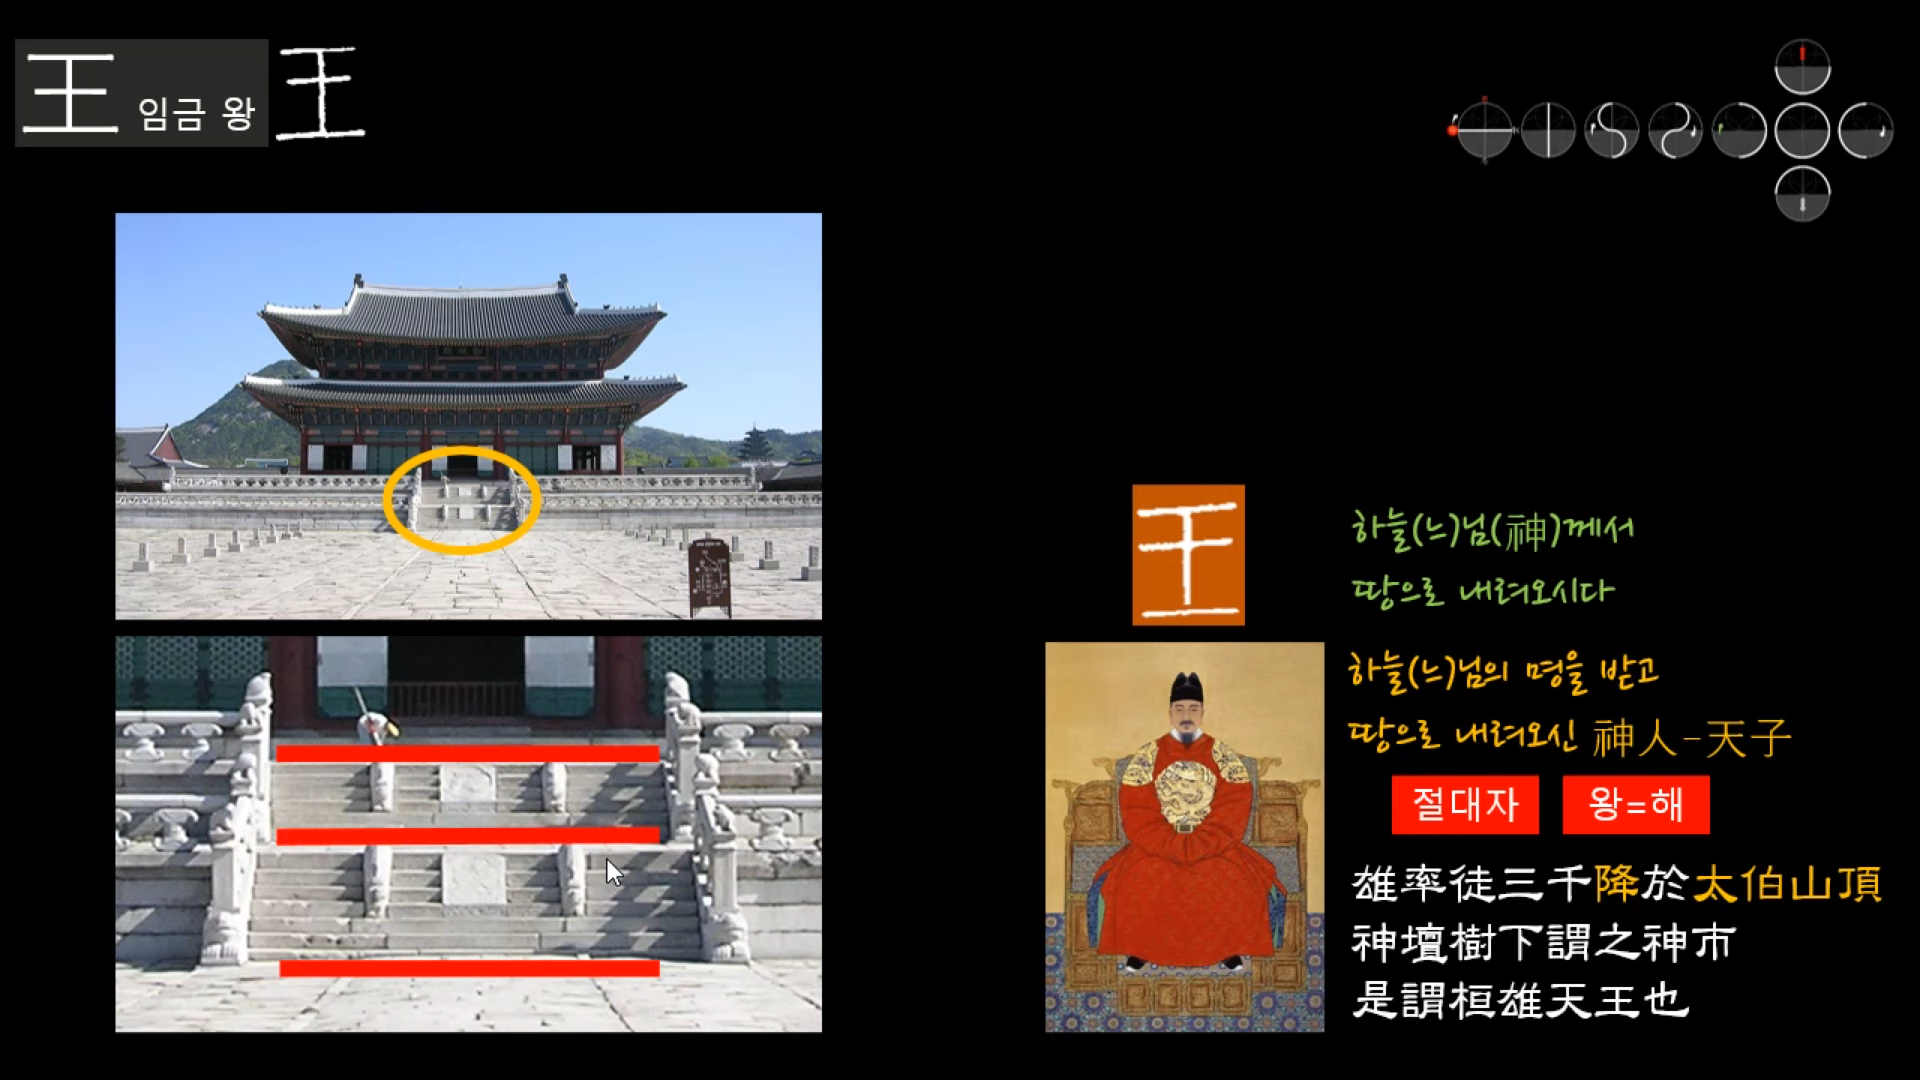 王 임금 왕 王
王
하늘(느)님(神)께서
땅으로 내려오시다
하늘(느)님의 명을 받고
땅으로 내려오신 神人-天子
절대자 왕=해
雄率徒三千降於太伯山頂
神壇樹下謂之神市
是謂桓雄天王也